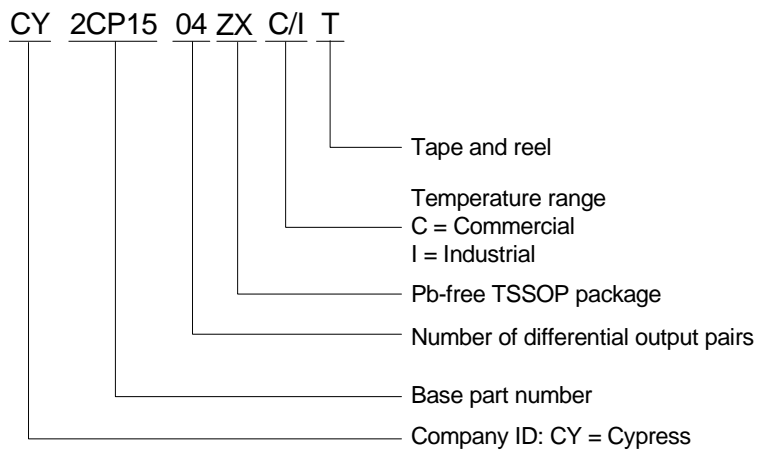 CY 2CP15 04 ZX C/I T
Tape and reel
Temperature range
C = Commercial
I = Industrial
Pb-free TSSOP package
Number of differential output pairs
Base part number
Company ID: CY = Cypress